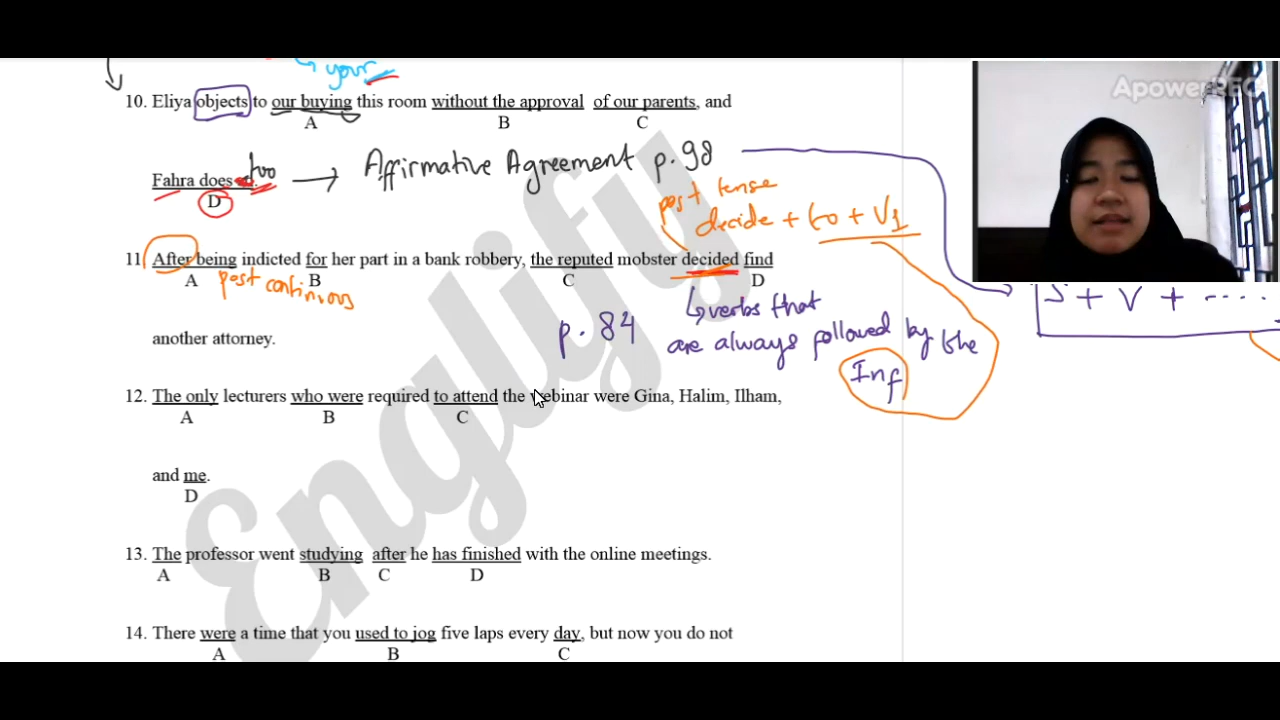 your
ApowerREC
10. Eliya objects to our buying this room without the approval of our parents, and
A B C
Fahra does too → Affirmative Agreement p. 98
D
past tense
decide + to + V1
11 After being indicted for her part in a bank robbery, the reputed mobster decided find
A past continuous B C D
S + V + ....
another attorney.
p. 84
↳ verbs that
are always followed by the
Inf
12. The only lecturers who were required to attend the webinar were Gina, Halim, Ilham,
A B C
and me.
D
13. The professor went studying after he has finished with the online meetings.
A B C D
14. There were a time that you used to jog five laps every day, but now you do not
A B C
Englify